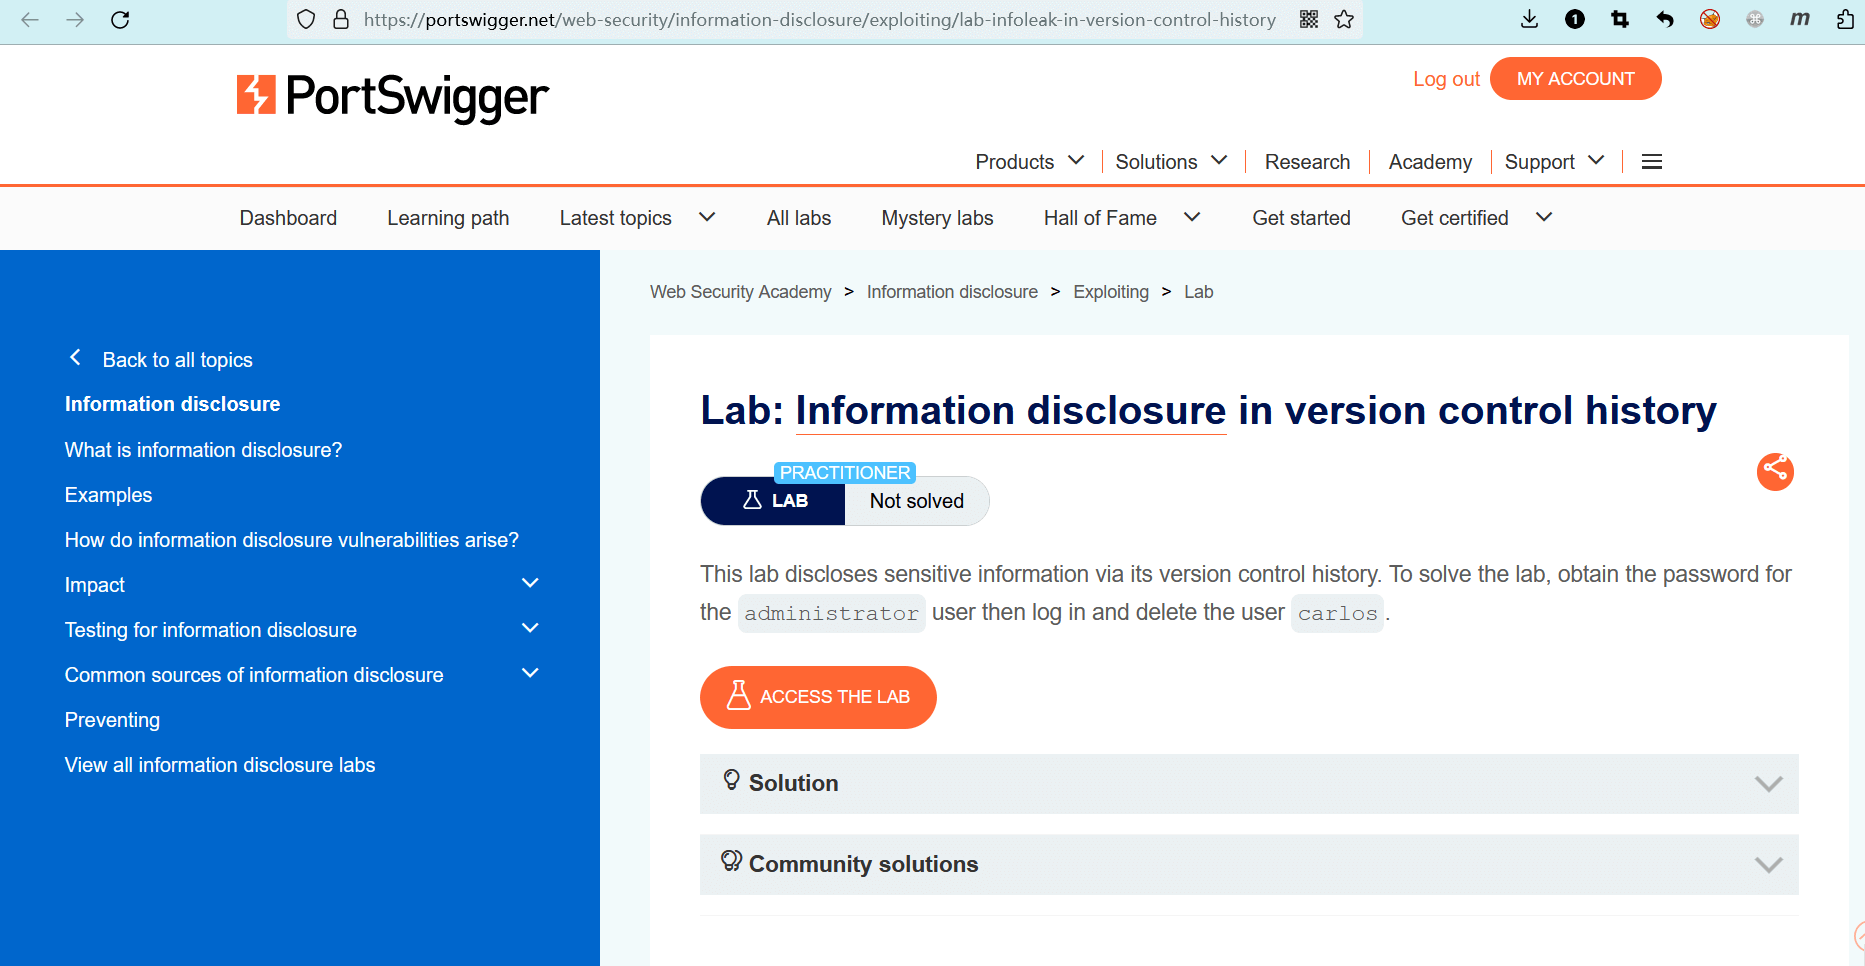 https://portswigger.net/web-security/information-disclosure/exploiting/lab-infoleak-in-version-control-history
1
m
PortSwigger
Log out
MY ACCOUNT
Products
Solutions
Research
Academy
Support
Dashboard
Learning path
Latest topics
All labs
Mystery labs
Hall of Fame
Get started
Get certified
Back to all topics
Information disclosure
What is information disclosure?
Examples
How do information disclosure vulnerabilities arise?
Impact
Testing for information disclosure
Common sources of information disclosure
Preventing
View all information disclosure labs
Web Security Academy > Information disclosure > Exploiting > Lab
Lab: Information disclosure in version control history
PRACTITIONER
LAB
Not solved
This lab discloses sensitive information via its version control history. To solve the lab, obtain the password for
the administrator user then log in and delete the user carlos.
ACCESS THE LAB
Solution
Community solutions